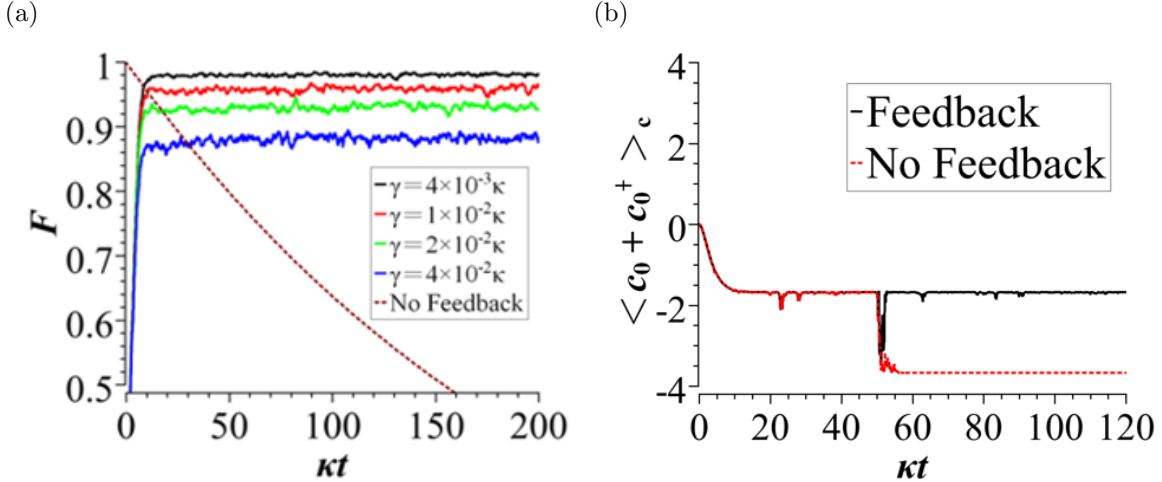 (a)
(b)
1
0.9
0.8
0.7
0.6
0.5
F
γ=4×10⁻³κ
γ=1×10⁻²κ
γ=2×10⁻²κ
γ=4×10⁻²κ
No Feedback
0 50 100 150 200
κt
4
2
0
-2
-4
<c₀ + c₀⁺ >c
Feedback
No Feedback
0 20 40 60 80 100 120
κt